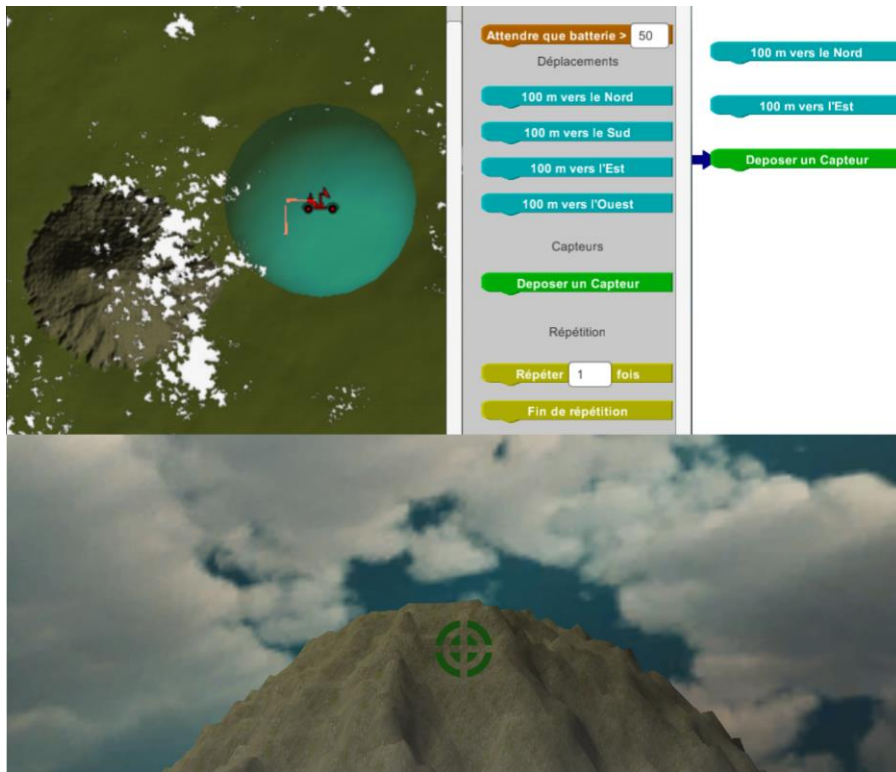 Attendre que batterie > 50
Déplacements
100 m vers le Nord
100 m vers le Sud
100 m vers l'Est
100 m vers l'Ouest
Capteurs
Deposer un Capteur
Répétition
Répéter 1 fois
Fin de répétition
100 m vers le Nord
100 m vers l'Est
Deposer un Capteur